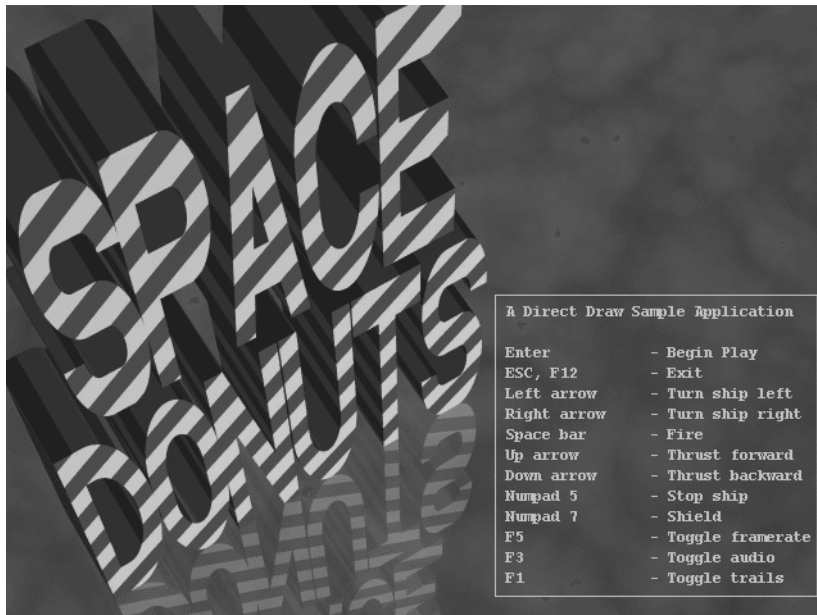 SPACE
DONUTS
A Direct Draw Sample Application
Enter - Begin Play
ESC, F12 - Exit
Left arrow - Turn ship left
Right arrow - Turn ship right
Space bar - Fire
Up arrow - Thrust forward
Down arrow - Thrust backward
Numpad 5 - Stop ship
Numpad 7 - Shield
F5 - Toggle framerate
F3 - Toggle audio
F1 - Toggle trails